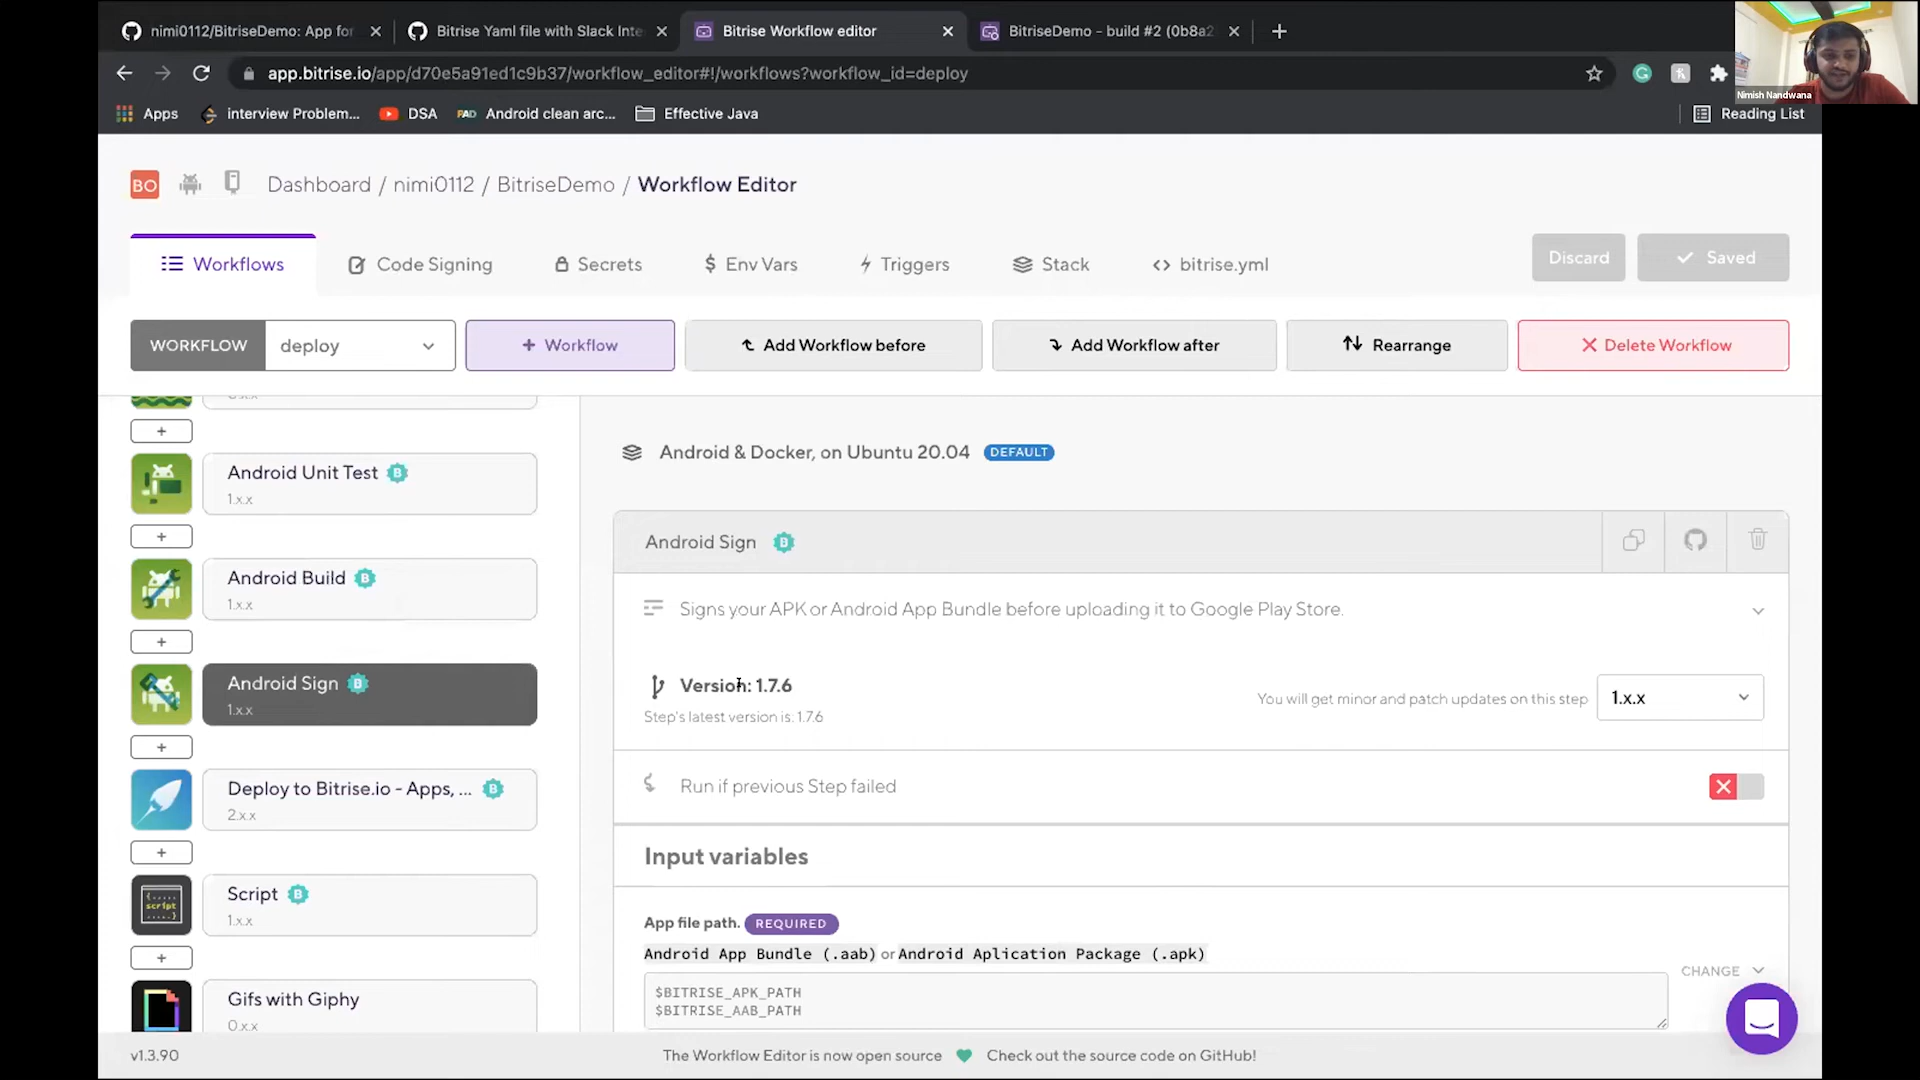 nimi0112/BitriseDemo: App for
Bitrise Yaml file with Slack Inte
Bitrise Workflow editor
BitriseDemo - build #2 (0b8a2
app.bitrise.io/app/d70e5a91ed1c9b37/workflow_editor#!/workflows?workflow_id=deploy
Nimish Nandwana
Apps
interview Problem...
DSA
Android clean arc...
Effective Java
Reading List
BO
Dashboard / nimi0112 / BitriseDemo / Workflow Editor
Workflows
Code Signing
Secrets
$ Env Vars
Triggers
Stack
<> bitrise.yml
Discard
Saved
WORKFLOW
deploy
+ Workflow
Add Workflow before
Add Workflow after
Rearrange
Delete Workflow
+
Android Unit Test B
1.x.x
+
Android Build B
1.x.x
+
Android Sign B
1.x.x
+
Deploy to Bitrise.io - Apps, ... B
2.x.x
+
script
Script B
1.x.x
+
Gifs with Giphy
0.x.x
Android & Docker, on Ubuntu 20.04 DEFAULT
Android Sign B
Signs your APK or Android App Bundle before uploading it to Google Play Store.
Version: 1.7.6
Step's latest version is: 1.7.6
You will get minor and patch updates on this step
1.x.x
Run if previous Step failed
Input variables
App file path. REQUIRED
Android App Bundle (.aab) or Android Aplication Package (.apk)
CHANGE
$BITRISE_APK_PATH
$BITRISE_AAB_PATH
v1.3.90
The Workflow Editor is now open source
Check out the source code on GitHub!